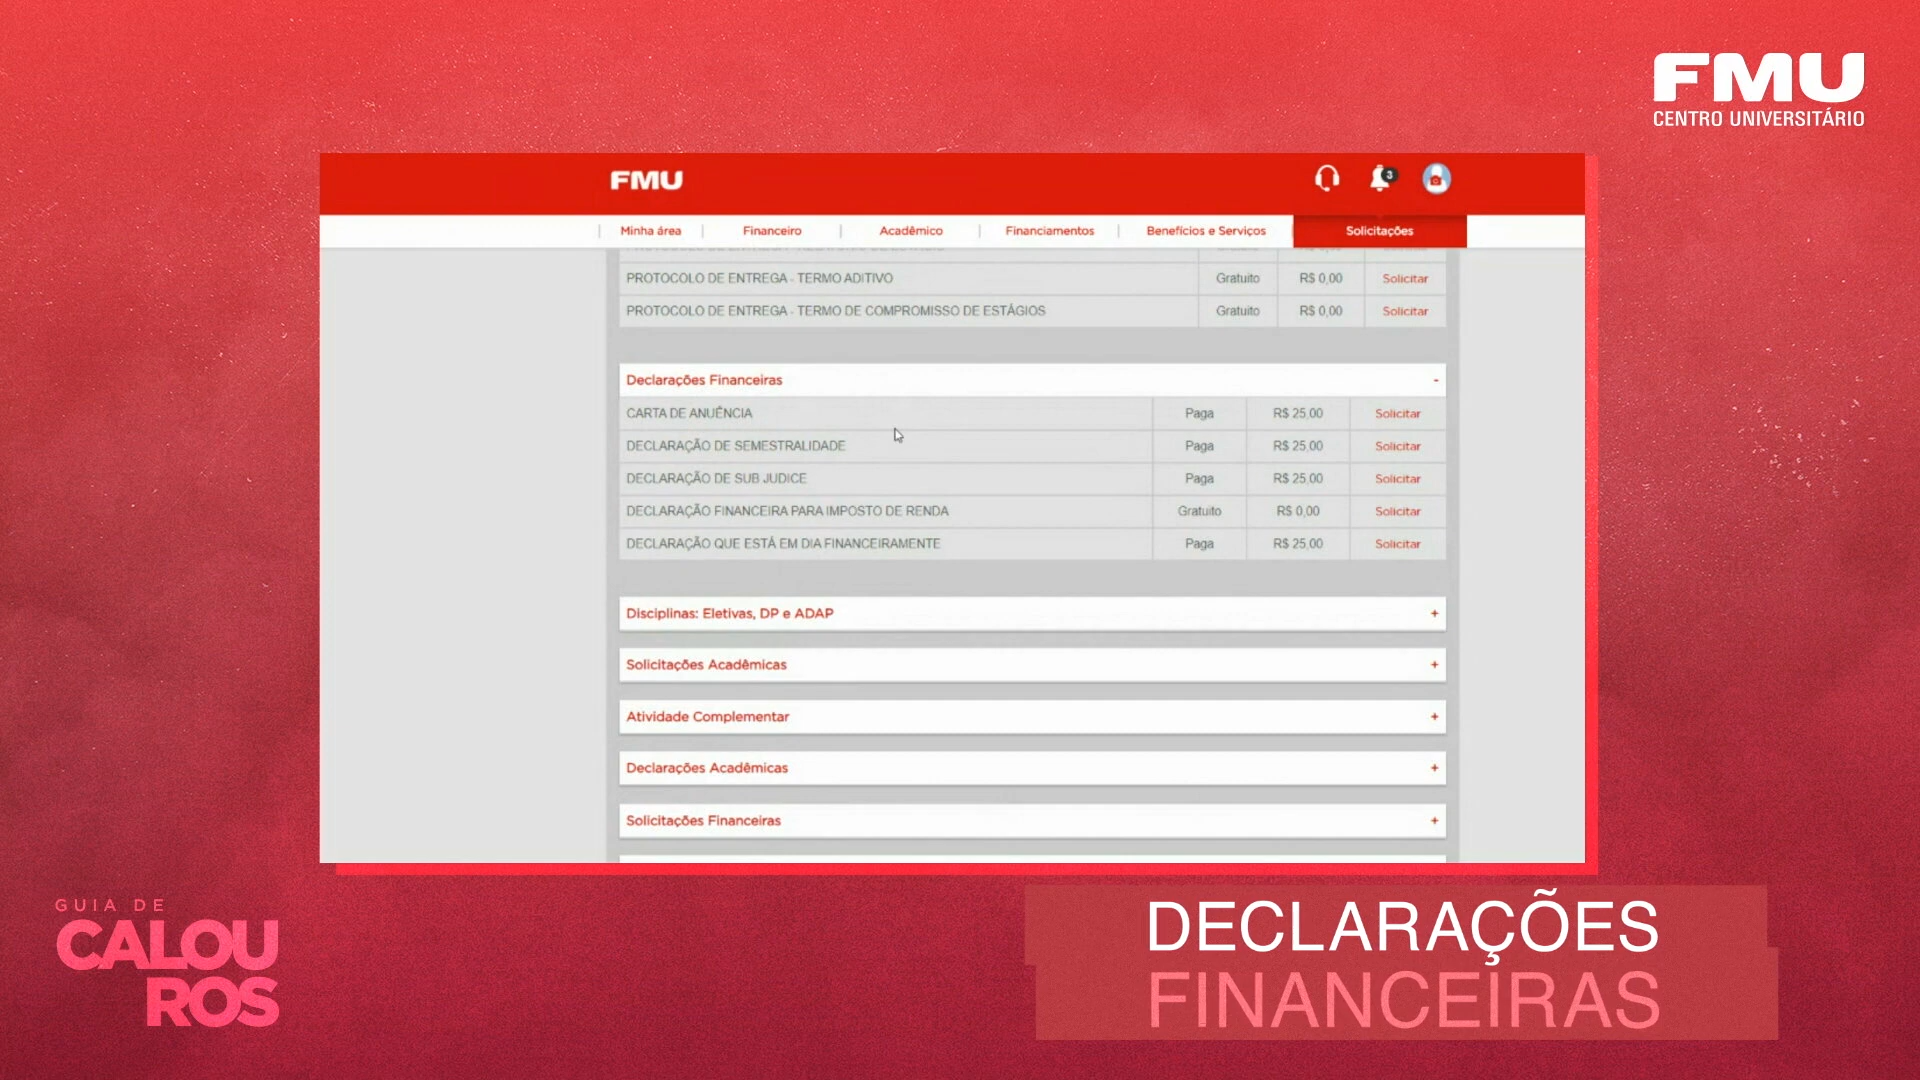 FMU
CENTRO UNIVERSITÁRIO
FMU
3
Minha área Financeiro Acadêmico Financiamentos Benefícios e Serviços Solicitações
PROTOCOLO DE ENTREGA - TERMO ADITIVO Gratuito R$ 0,00 Solicitar
PROTOCOLO DE ENTREGA - TERMO DE COMPROMISSO DE ESTÁGIOS Gratuito R$ 0,00 Solicitar
Declarações Financeiras -
CARTA DE ANUÊNCIA Paga R$ 25,00 Solicitar
DECLARAÇÃO DE SEMESTRALIDADE Paga R$ 25,00 Solicitar
DECLARAÇÃO DE SUB JUDICE Paga R$ 25,00 Solicitar
DECLARAÇÃO FINANCEIRA PARA IMPOSTO DE RENDA Gratuito R$ 0,00 Solicitar
DECLARAÇÃO QUE ESTÁ EM DIA FINANCEIRAMENTE Paga R$ 25,00 Solicitar
Disciplinas: Eletivas, DP e ADAP +
Solicitações Acadêmicas +
Atividade Complementar +
Declarações Acadêmicas +
Solicitações Financeiras +
GUIA DE
CALOU
ROS
DECLARAÇÕES
FINANCEIRAS